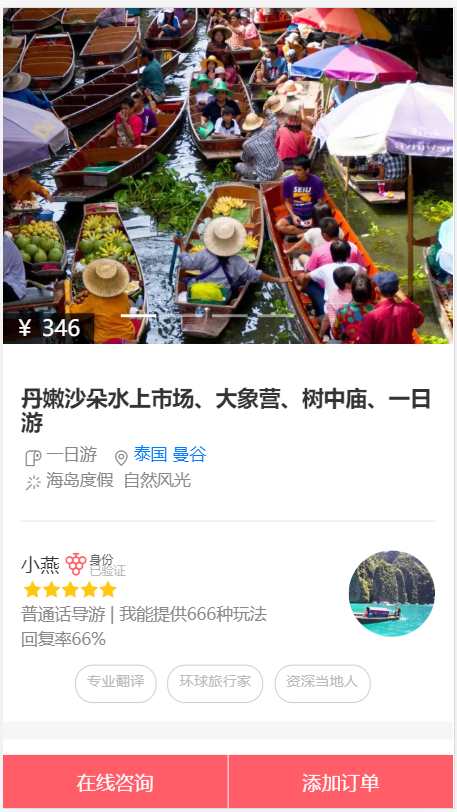 SEIU
¥ 346
丹嫩沙朵水上市场、大象营、树中庙、一日
游
一日游 泰国 曼谷
海岛度假 自然风光
小燕 身份
已验证
普通话导游 | 我能提供666种玩法
回复率66%
专业翻译 环球旅行家 资深当地人
在线咨询 添加订单